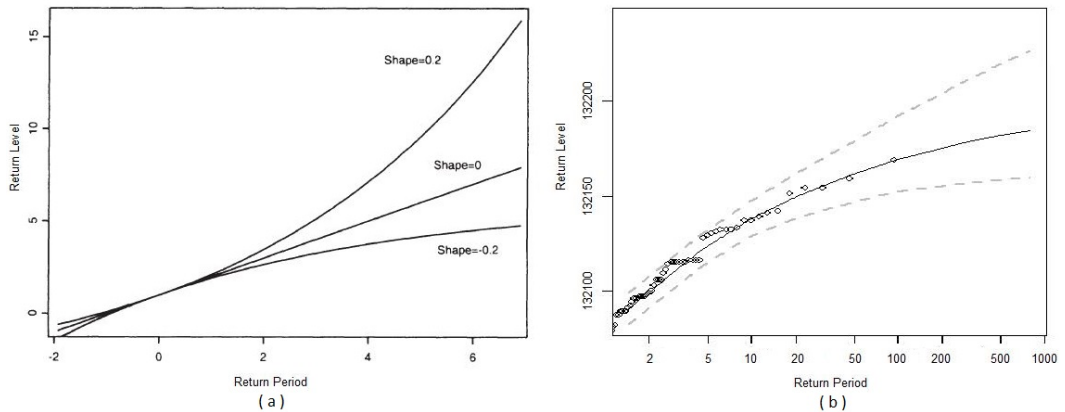 15
10
5
0
Return Level
Shape=0.2
Shape=0
Shape=-0.2
-2 0 2 4 6
Return Period
( a )
132200
132150
132100
Return Level
2 5 10 20 50 100 200 500 1000
Return Period
( b )